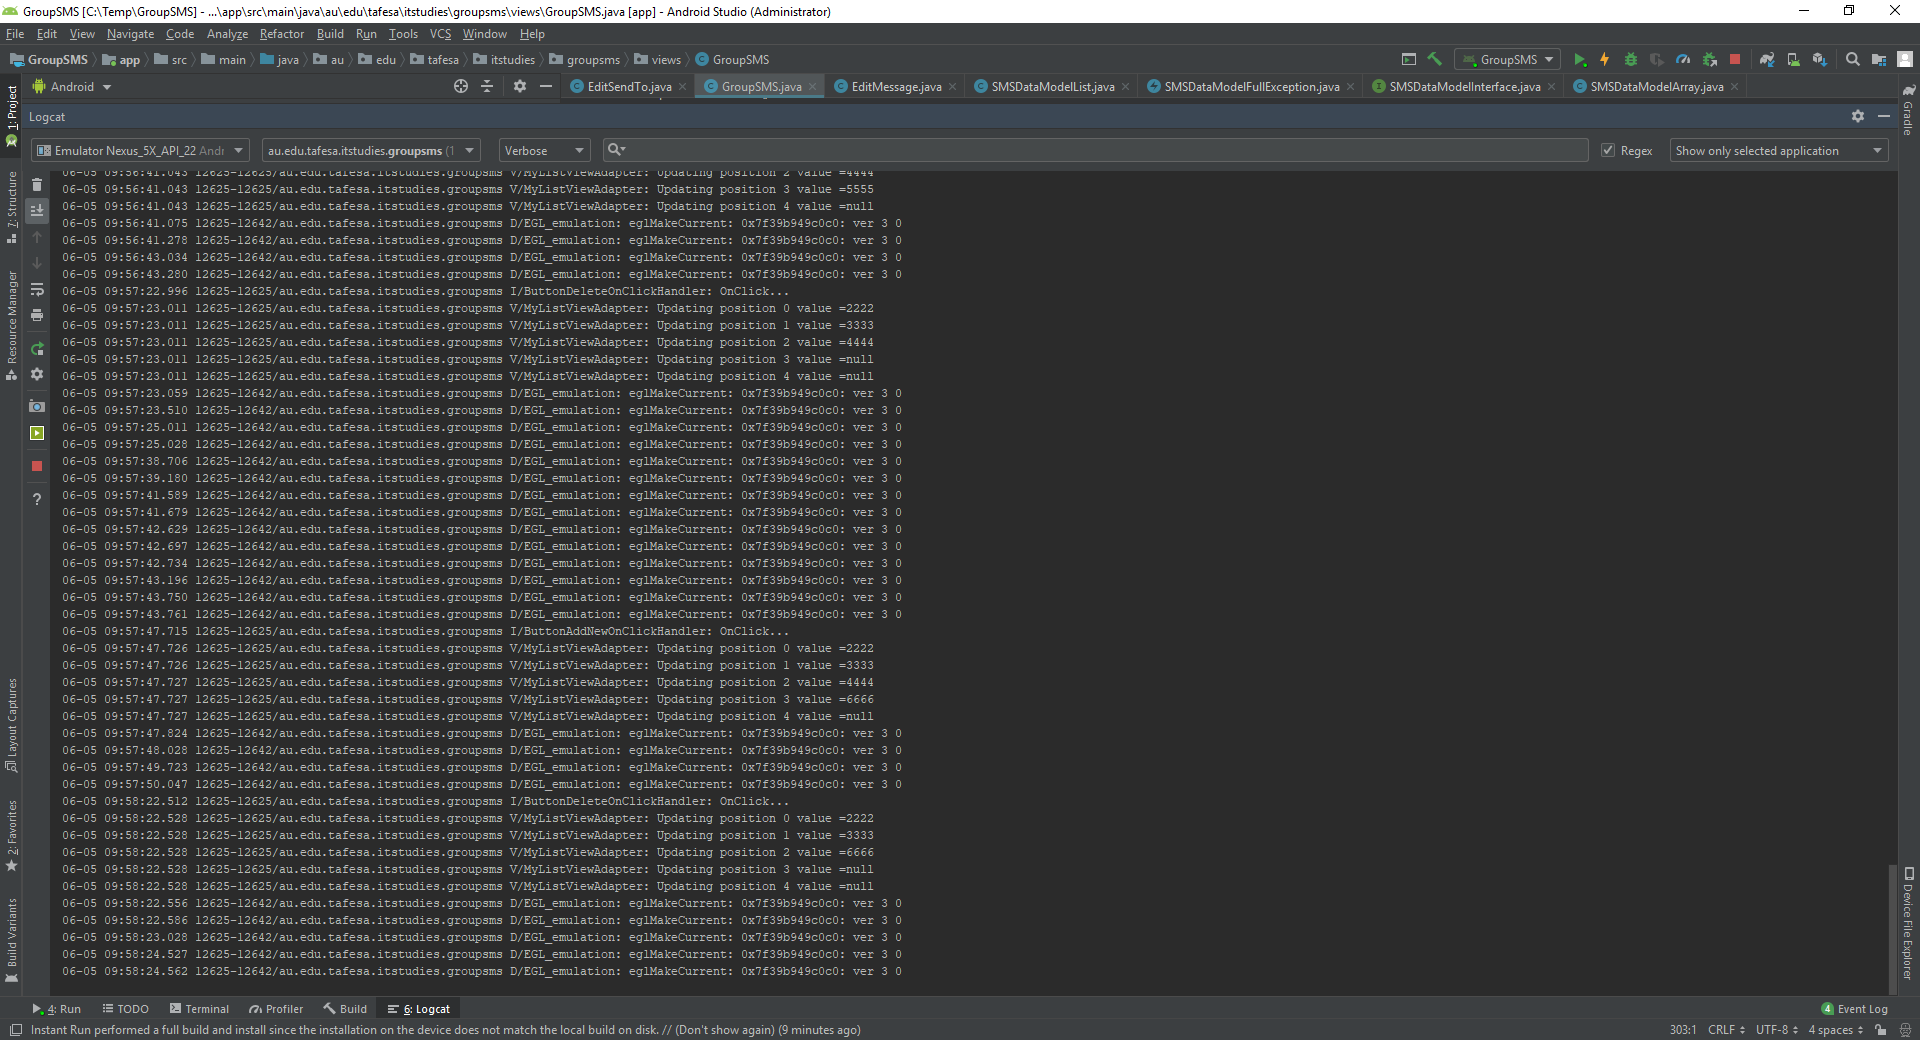 GroupSMS [C:\Temp\GroupSMS] - ...\app\src\main\java\au\edu\tafesa\itstudies\groupsms\views\GroupSMS.java [app] - Android Studio (Administrator)
File Edit View Navigate Code Analyze Refactor Build Run Tools VCS Window Help
GroupSMS app src main java au edu tafesa itstudies groupsms views GroupSMS GroupSMS
1: Project Android EditSendTo.java GroupSMS.java EditMessage.java SMSDataModelList.java SMSDataModelFullException.java SMSDataModelInterface.java SMSDataModelArray.java Gradle
Logcat
Emulator Nexus_5X_API_22 Andr au.edu.tafesa.itstudies.groupsms (1 Verbose Regex Show only selected application
06-05 09:56:41.043 12625-12625/au.edu.tafesa.itstudies.groupsms V/MyListViewAdapter: Updating position 2 value =4444
06-05 09:56:41.043 12625-12625/au.edu.tafesa.itstudies.groupsms V/MyListViewAdapter: Updating position 3 value =5555
06-05 09:56:41.043 12625-12625/au.edu.tafesa.itstudies.groupsms V/MyListViewAdapter: Updating position 4 value =null
06-05 09:56:41.075 12625-12642/au.edu.tafesa.itstudies.groupsms D/EGL_emulation: eglMakeCurrent: 0x7f39b949c0c0: ver 3 0
06-05 09:56:41.278 12625-12642/au.edu.tafesa.itstudies.groupsms D/EGL_emulation: eglMakeCurrent: 0x7f39b949c0c0: ver 3 0
06-05 09:56:43.034 12625-12642/au.edu.tafesa.itstudies.groupsms D/EGL_emulation: eglMakeCurrent: 0x7f39b949c0c0: ver 3 0
06-05 09:56:43.280 12625-12642/au.edu.tafesa.itstudies.groupsms D/EGL_emulation: eglMakeCurrent: 0x7f39b949c0c0: ver 3 0
06-05 09:57:22.996 12625-12625/au.edu.tafesa.itstudies.groupsms I/ButtonDeleteOnClickHandler: OnClick...
06-05 09:57:23.011 12625-12625/au.edu.tafesa.itstudies.groupsms V/MyListViewAdapter: Updating position 0 value =2222
06-05 09:57:23.011 12625-12625/au.edu.tafesa.itstudies.groupsms V/MyListViewAdapter: Updating position 1 value =3333
06-05 09:57:23.011 12625-12625/au.edu.tafesa.itstudies.groupsms V/MyListViewAdapter: Updating position 2 value =4444
06-05 09:57:23.011 12625-12625/au.edu.tafesa.itstudies.groupsms V/MyListViewAdapter: Updating position 3 value =null
06-05 09:57:23.011 12625-12625/au.edu.tafesa.itstudies.groupsms V/MyListViewAdapter: Updating position 4 value =null
06-05 09:57:23.059 12625-12642/au.edu.tafesa.itstudies.groupsms D/EGL_emulation: eglMakeCurrent: 0x7f39b949c0c0: ver 3 0
06-05 09:57:23.510 12625-12642/au.edu.tafesa.itstudies.groupsms D/EGL_emulation: eglMakeCurrent: 0x7f39b949c0c0: ver 3 0
06-05 09:57:25.011 12625-12642/au.edu.tafesa.itstudies.groupsms D/EGL_emulation: eglMakeCurrent: 0x7f39b949c0c0: ver 3 0
06-05 09:57:25.028 12625-12642/au.edu.tafesa.itstudies.groupsms D/EGL_emulation: eglMakeCurrent: 0x7f39b949c0c0: ver 3 0
06-05 09:57:38.706 12625-12642/au.edu.tafesa.itstudies.groupsms D/EGL_emulation: eglMakeCurrent: 0x7f39b949c0c0: ver 3 0
06-05 09:57:39.180 12625-12642/au.edu.tafesa.itstudies.groupsms D/EGL_emulation: eglMakeCurrent: 0x7f39b949c0c0: ver 3 0
06-05 09:57:41.589 12625-12642/au.edu.tafesa.itstudies.groupsms D/EGL_emulation: eglMakeCurrent: 0x7f39b949c0c0: ver 3 0
06-05 09:57:41.679 12625-12642/au.edu.tafesa.itstudies.groupsms D/EGL_emulation: eglMakeCurrent: 0x7f39b949c0c0: ver 3 0
06-05 09:57:42.629 12625-12642/au.edu.tafesa.itstudies.groupsms D/EGL_emulation: eglMakeCurrent: 0x7f39b949c0c0: ver 3 0
06-05 09:57:42.697 12625-12642/au.edu.tafesa.itstudies.groupsms D/EGL_emulation: eglMakeCurrent: 0x7f39b949c0c0: ver 3 0
06-05 09:57:42.734 12625-12642/au.edu.tafesa.itstudies.groupsms D/EGL_emulation: eglMakeCurrent: 0x7f39b949c0c0: ver 3 0
06-05 09:57:43.196 12625-12642/au.edu.tafesa.itstudies.groupsms D/EGL_emulation: eglMakeCurrent: 0x7f39b949c0c0: ver 3 0
06-05 09:57:43.750 12625-12642/au.edu.tafesa.itstudies.groupsms D/EGL_emulation: eglMakeCurrent: 0x7f39b949c0c0: ver 3 0
06-05 09:57:43.761 12625-12642/au.edu.tafesa.itstudies.groupsms D/EGL_emulation: eglMakeCurrent: 0x7f39b949c0c0: ver 3 0
06-05 09:57:47.715 12625-12625/au.edu.tafesa.itstudies.groupsms I/ButtonAddNewOnClickHandler: OnClick...
06-05 09:57:47.726 12625-12625/au.edu.tafesa.itstudies.groupsms V/MyListViewAdapter: Updating position 0 value =2222
06-05 09:57:47.726 12625-12625/au.edu.tafesa.itstudies.groupsms V/MyListViewAdapter: Updating position 1 value =3333
06-05 09:57:47.727 12625-12625/au.edu.tafesa.itstudies.groupsms V/MyListViewAdapter: Updating position 2 value =4444
06-05 09:57:47.727 12625-12625/au.edu.tafesa.itstudies.groupsms V/MyListViewAdapter: Updating position 3 value =6666
06-05 09:57:47.727 12625-12625/au.edu.tafesa.itstudies.groupsms V/MyListViewAdapter: Updating position 4 value =null
06-05 09:57:47.824 12625-12642/au.edu.tafesa.itstudies.groupsms D/EGL_emulation: eglMakeCurrent: 0x7f39b949c0c0: ver 3 0
06-05 09:57:48.028 12625-12642/au.edu.tafesa.itstudies.groupsms D/EGL_emulation: eglMakeCurrent: 0x7f39b949c0c0: ver 3 0
06-05 09:57:49.723 12625-12642/au.edu.tafesa.itstudies.groupsms D/EGL_emulation: eglMakeCurrent: 0x7f39b949c0c0: ver 3 0
06-05 09:57:50.047 12625-12642/au.edu.tafesa.itstudies.groupsms D/EGL_emulation: eglMakeCurrent: 0x7f39b949c0c0: ver 3 0
06-05 09:58:22.512 12625-12625/au.edu.tafesa.itstudies.groupsms I/ButtonDeleteOnClickHandler: OnClick...
06-05 09:58:22.528 12625-12625/au.edu.tafesa.itstudies.groupsms V/MyListViewAdapter: Updating position 0 value =2222
06-05 09:58:22.528 12625-12625/au.edu.tafesa.itstudies.groupsms V/MyListViewAdapter: Updating position 1 value =3333
06-05 09:58:22.528 12625-12625/au.edu.tafesa.itstudies.groupsms V/MyListViewAdapter: Updating position 2 value =6666
06-05 09:58:22.528 12625-12625/au.edu.tafesa.itstudies.groupsms V/MyListViewAdapter: Updating position 3 value =null
06-05 09:58:22.528 12625-12625/au.edu.tafesa.itstudies.groupsms V/MyListViewAdapter: Updating position 4 value =null
06-05 09:58:22.556 12625-12642/au.edu.tafesa.itstudies.groupsms D/EGL_emulation: eglMakeCurrent: 0x7f39b949c0c0: ver 3 0
06-05 09:58:22.586 12625-12642/au.edu.tafesa.itstudies.groupsms D/EGL_emulation: eglMakeCurrent: 0x7f39b949c0c0: ver 3 0
06-05 09:58:23.028 12625-12642/au.edu.tafesa.itstudies.groupsms D/EGL_emulation: eglMakeCurrent: 0x7f39b949c0c0: ver 3 0
06-05 09:58:24.527 12625-12642/au.edu.tafesa.itstudies.groupsms D/EGL_emulation: eglMakeCurrent: 0x7f39b949c0c0: ver 3 0
06-05 09:58:24.562 12625-12642/au.edu.tafesa.itstudies.groupsms D/EGL_emulation: eglMakeCurrent: 0x7f39b949c0c0: ver 3 0
7: Structure
Resource Manager
Layout Captures
2: Favorites
Build Variants
Device File Explorer
4: Run TODO Terminal Profiler Build 6: Logcat 4 Event Log
Instant Run performed a full build and install since the installation on the device does not match the local build on disk. // (Don't show again) (9 minutes ago) 303:1 CRLF UTF-8 4 spaces